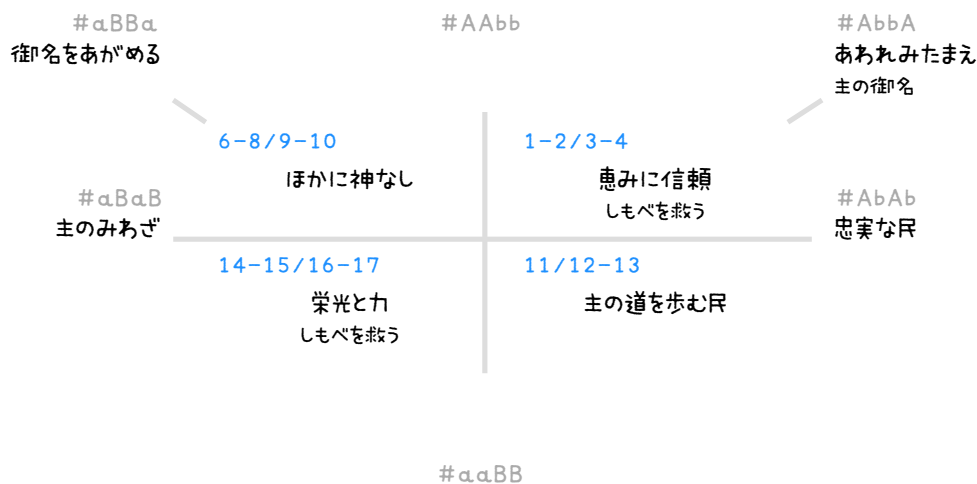 #aBBa
御名をあがめる
#AAbb
#AbbA
あわれみたまえ
主の御名
6-8/9-10
ほかに神なし
1-2/3-4
恵みに信頼
しもべを救う
#aBaB
主のみわざ
#AbAb
忠実な民
14-15/16-17
栄光と力
しもべを救う
11/12-13
主の道を歩む民
#aaBB